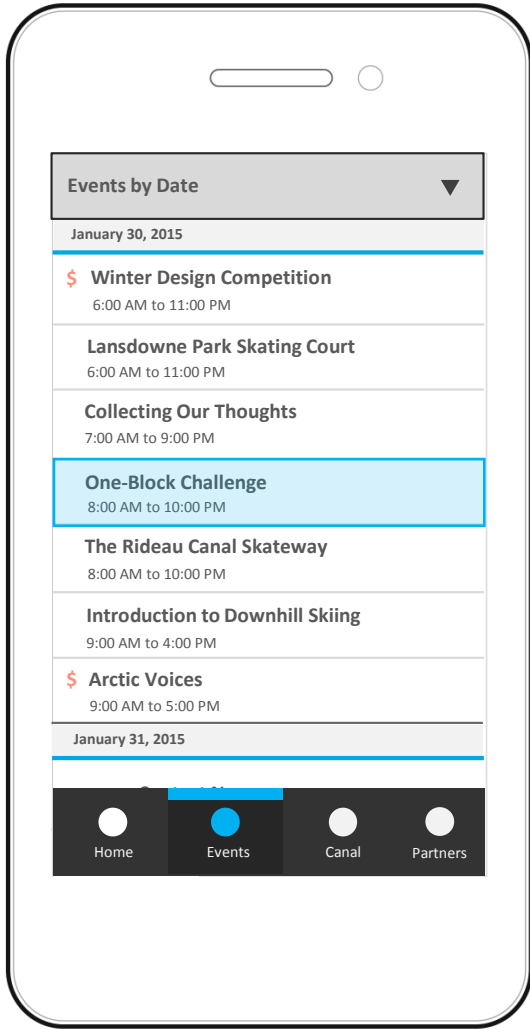 Events by Date
January 30, 2015
$ Winter Design Competition
6:00 AM to 11:00 PM
Lansdowne Park Skating Court
6:00 AM to 11:00 PM
Collecting Our Thoughts
7:00 AM to 9:00 PM
One-Block Challenge
8:00 AM to 10:00 PM
The Rideau Canal Skateway
8:00 AM to 10:00 PM
Introduction to Downhill Skiing
9:00 AM to 4:00 PM
$ Arctic Voices
9:00 AM to 5:00 PM
January 31, 2015
Home Events Canal Partners